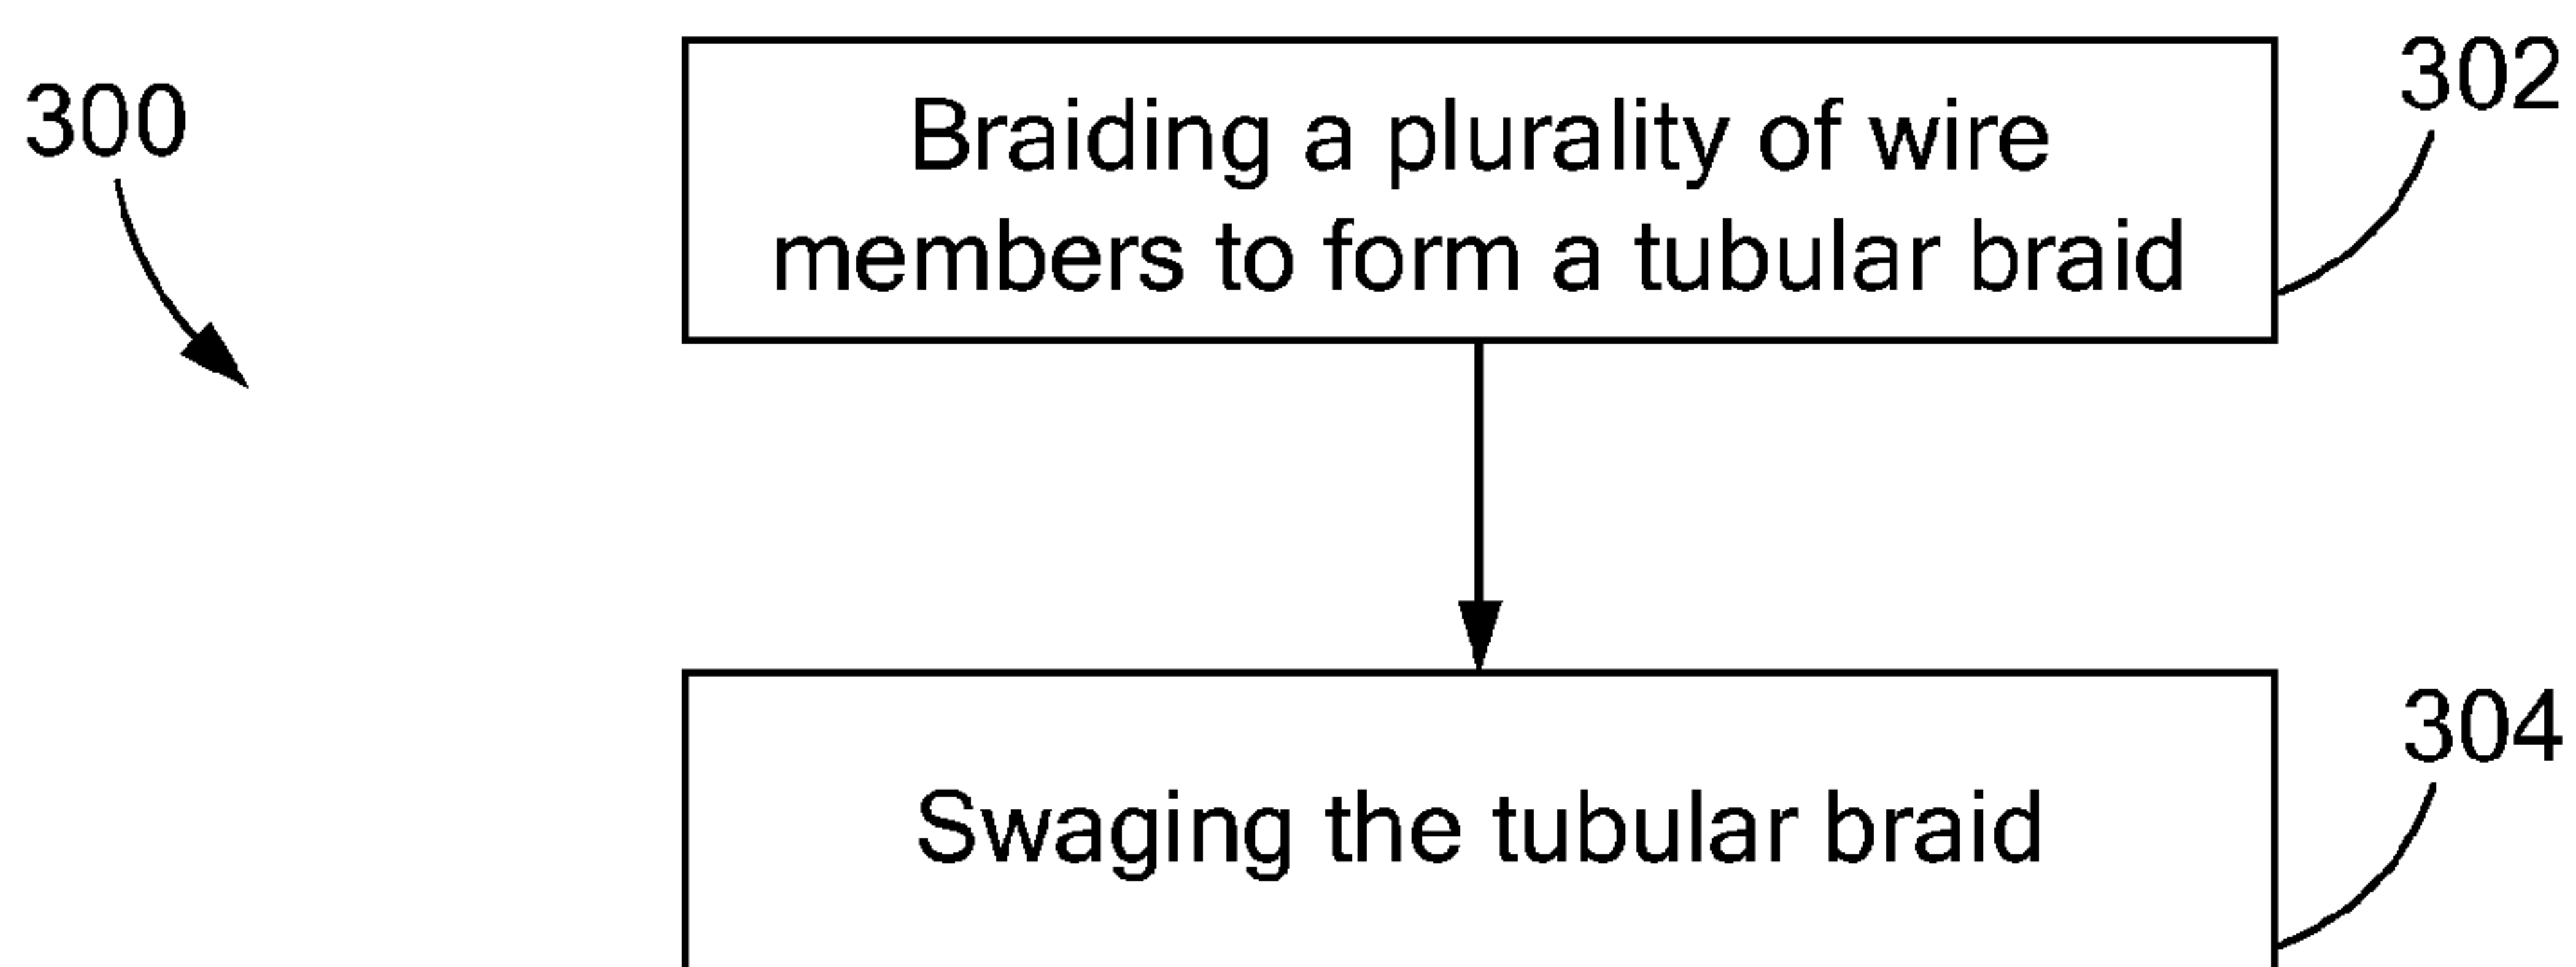 300
302
Braiding a plurality of wire
members to form a tubular braid
304
Swaging the tubular braid